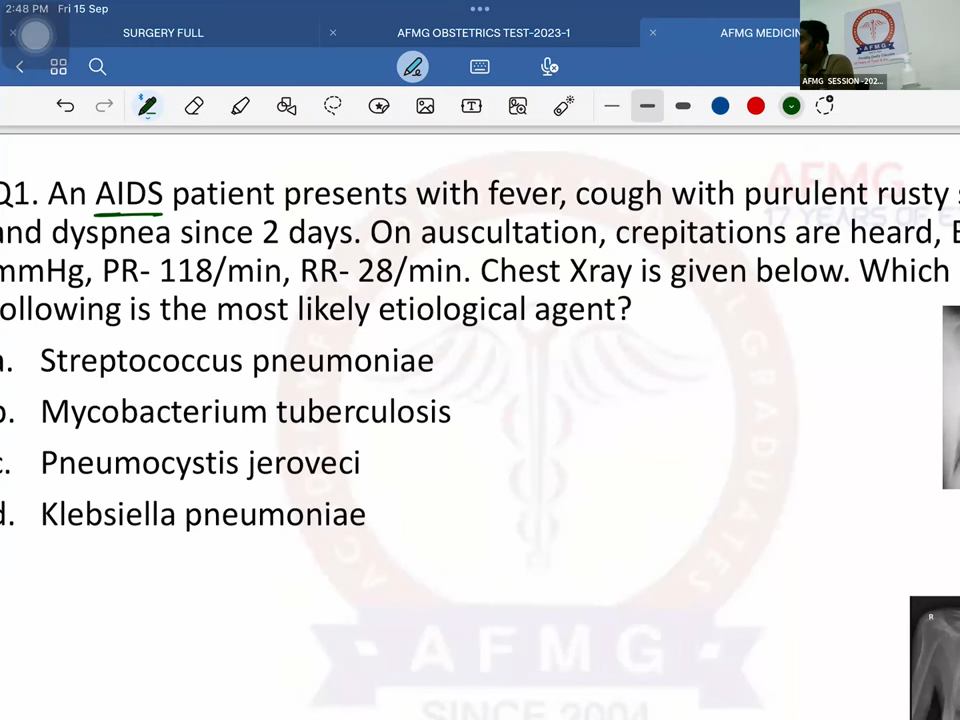 2:48 PM Fri 15 Sep
SURGERY FULL
AFMG OBSTETRICS TEST-2023-1
AFMG MEDICIN
AFMG SESSION -202...
AFMG
17 YEARS OF E
Q1. An AIDS patient presents with fever, cough with purulent rusty s
and dyspnea since 2 days. On auscultation, crepitations are heard, B
mmHg, PR- 118/min, RR- 28/min. Chest Xray is given below. Which
ollowing is the most likely etiological agent?
a. Streptococcus pneumoniae
b. Mycobacterium tuberculosis
c. Pneumocystis jeroveci
d. Klebsiella pneumoniae
R
AFMG
SINCE 2004